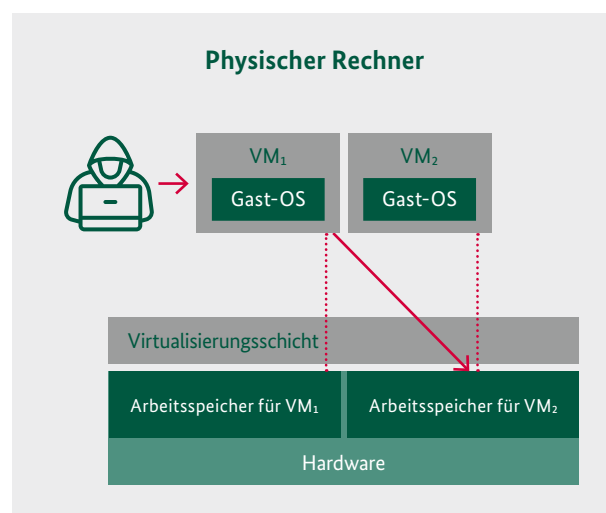 Physischer Rechner
VM₁
VM₂
Gast-OS
Gast-OS
Virtualisierungsschicht
Arbeitsspeicher für VM₁
Arbeitsspeicher für VM₂
Hardware